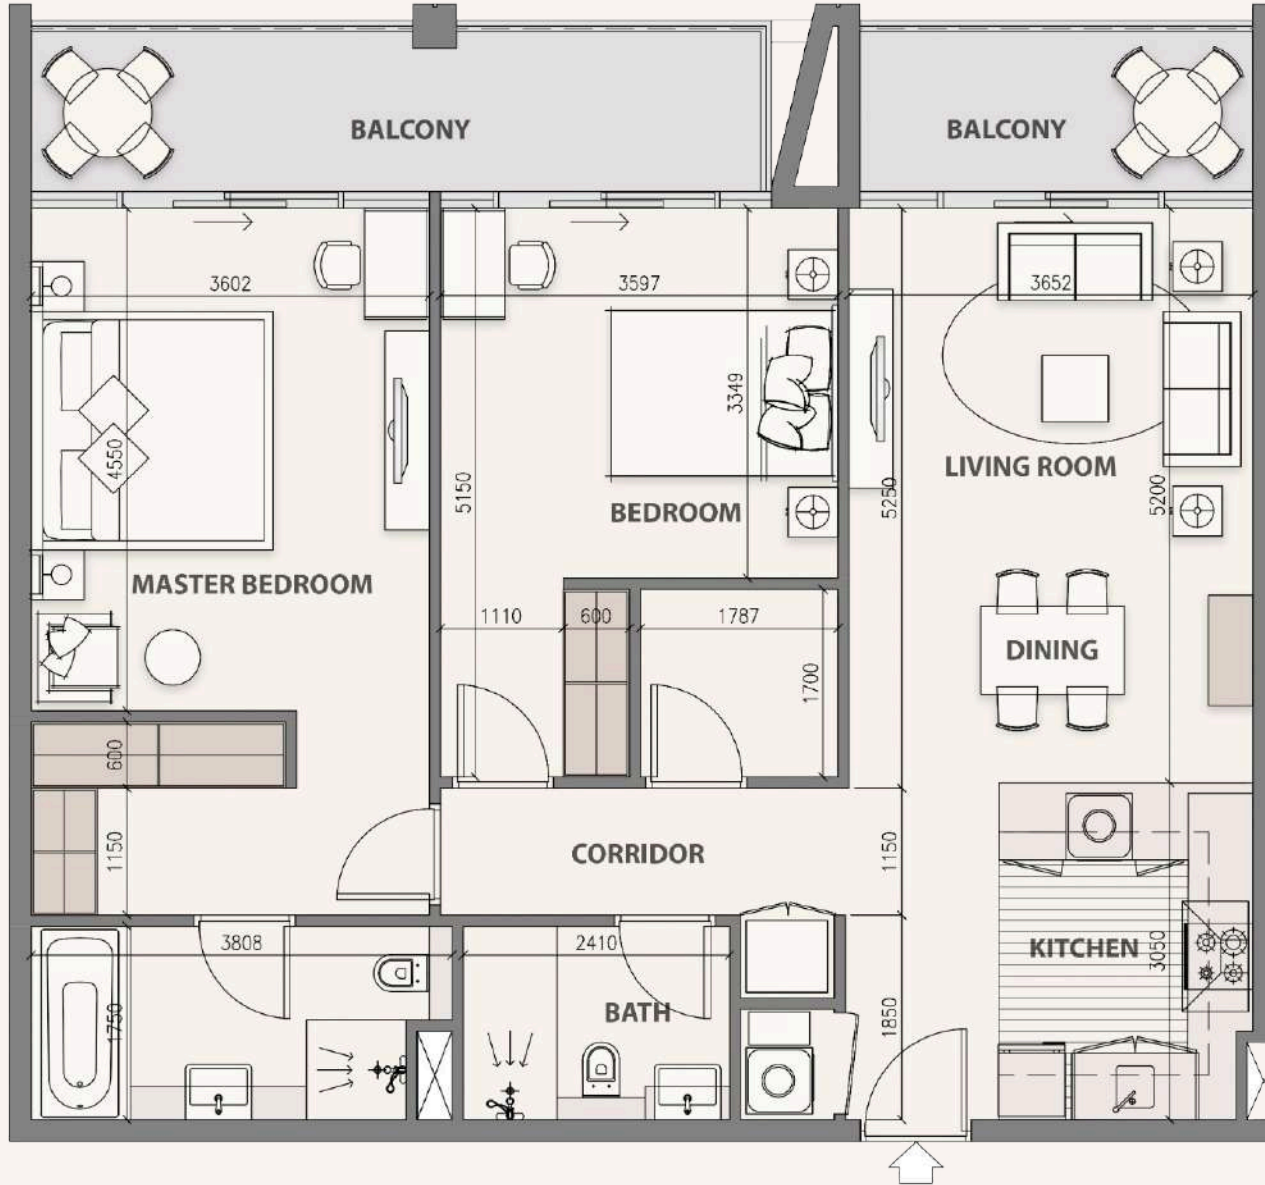 BALCONY
BALCONY
3602
3597
3652
3349
4550
5150
5250
5200
LIVING ROOM
BEDROOM
MASTER BEDROOM
1110
600
1787
1700
DINING
600
1150
CORRIDOR
1150
3808
2410
KITCHEN
3050
1750
BATH
1850